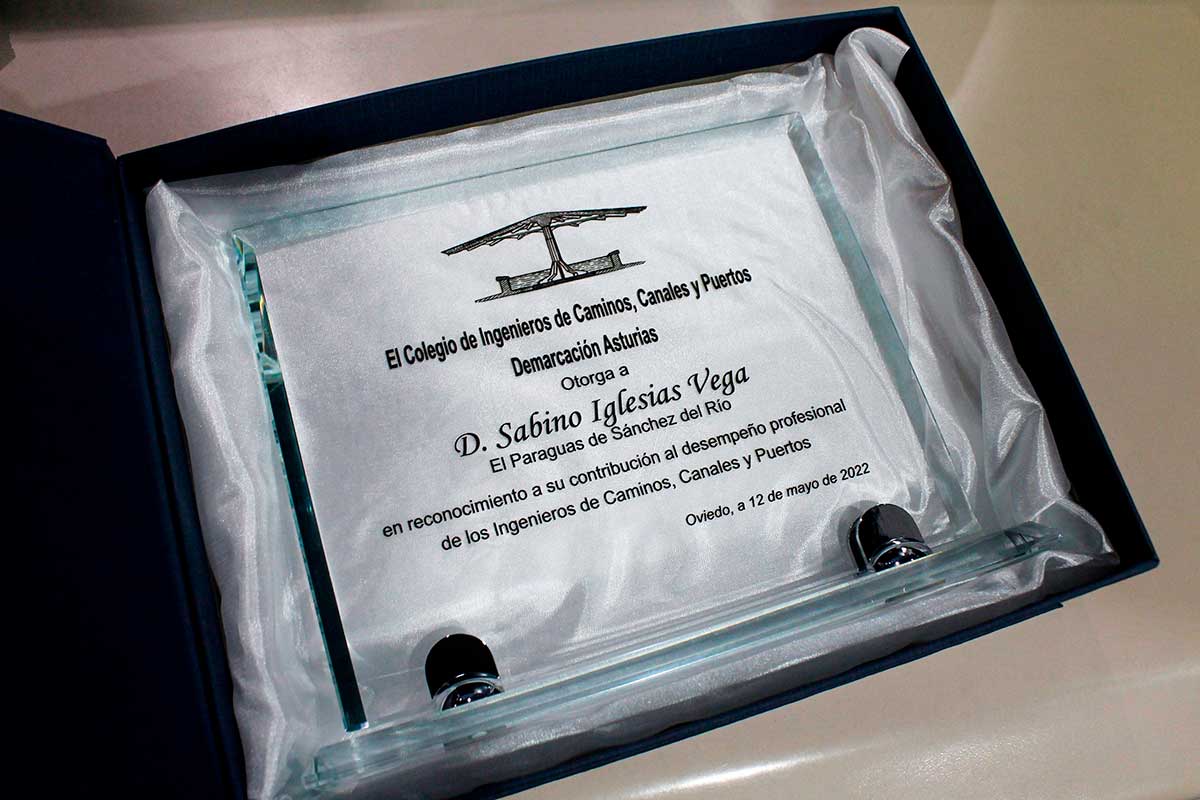 El Colegio de Ingenieros de Caminos, Canales y Puertos
Demarcación Asturias
Otorga a
D. Sabino Iglesias Vega
El Paraguas de Sánchez del Río
en reconocimiento a su contribución al desempeño profesional
de los Ingenieros de Caminos, Canales y Puertos
Oviedo, a 12 de mayo de 2022